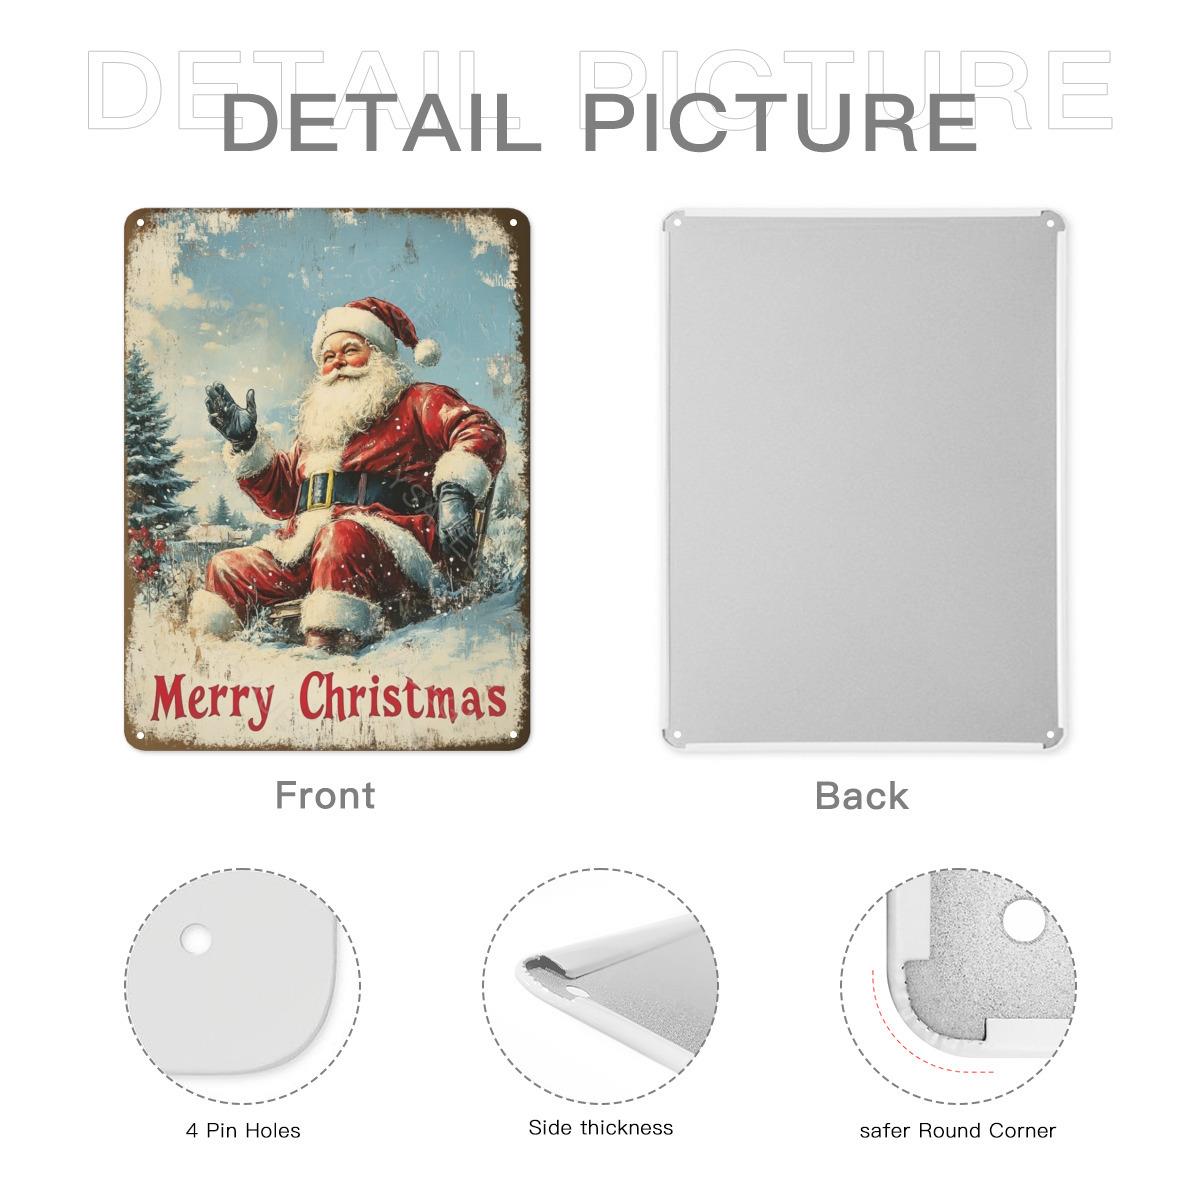 DETAIL PICTURE
DETAIL PICTURE
Merry Christmas
Front
Back
4 Pin Holes
Side thickness
safer Round Corner